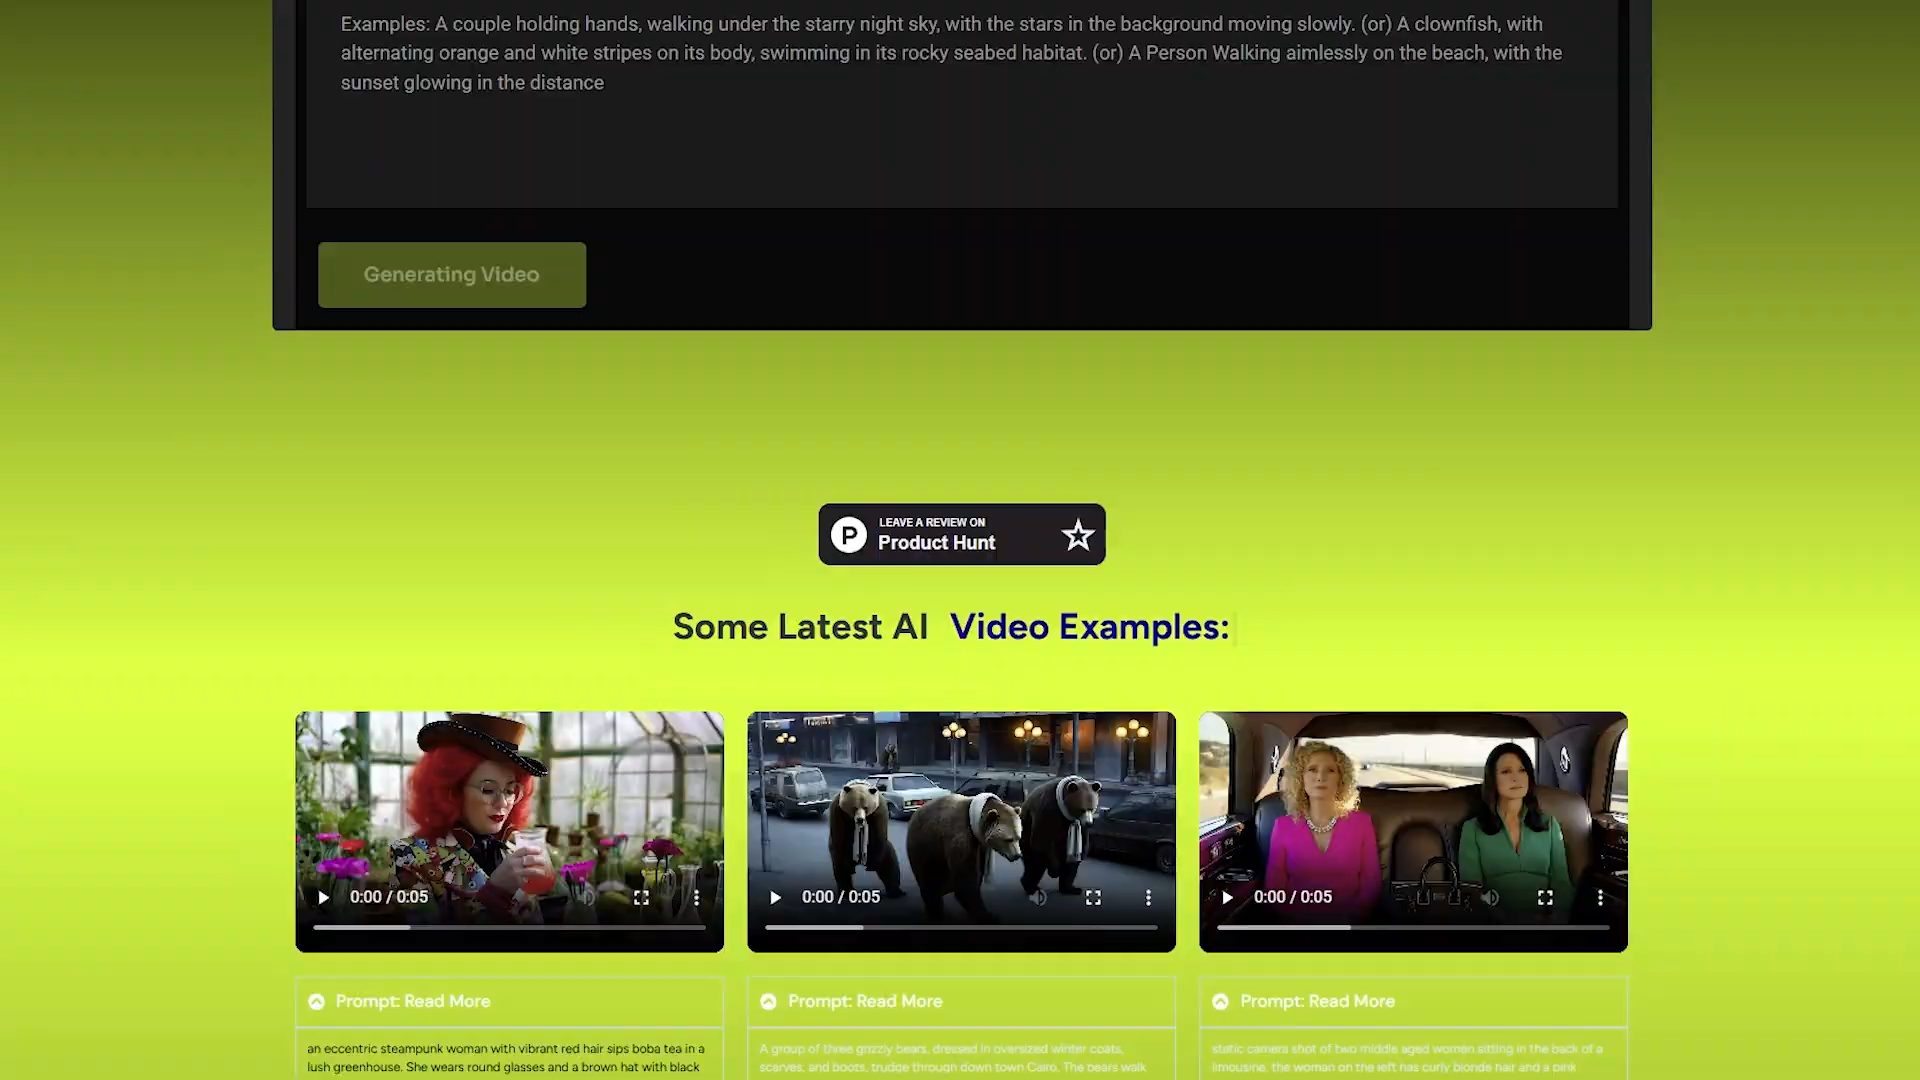 Examples: A couple holding hands, walking under the starry night sky, with the stars in the background moving slowly. (or) A clownfish, with
alternating orange and white stripes on its body, swimming in its rocky seabed habitat. (or) A Person Walking aimlessly on the beach, with the
sunset glowing in the distance
Generating Video
P
LEAVE A REVIEW ON
Product Hunt
Some Latest AI Video Examples:
0:00 / 0:05
0:00 / 0:05
0:00 / 0:05
Prompt: Read More
Prompt: Read More
Prompt: Read More
an eccentric steampunk woman with vibrant red hair sips boba tea in a
lush greenhouse. She wears round glasses and a brown hat with black
A group of three grizzly bears, dressed in oversized winter coats,
scarves, and boots, trudge through down town Cairo. The bears walk
static camera shot of two middle aged women sitting in the back of a
limousine. the woman on the left has curly blonde hair and a pink